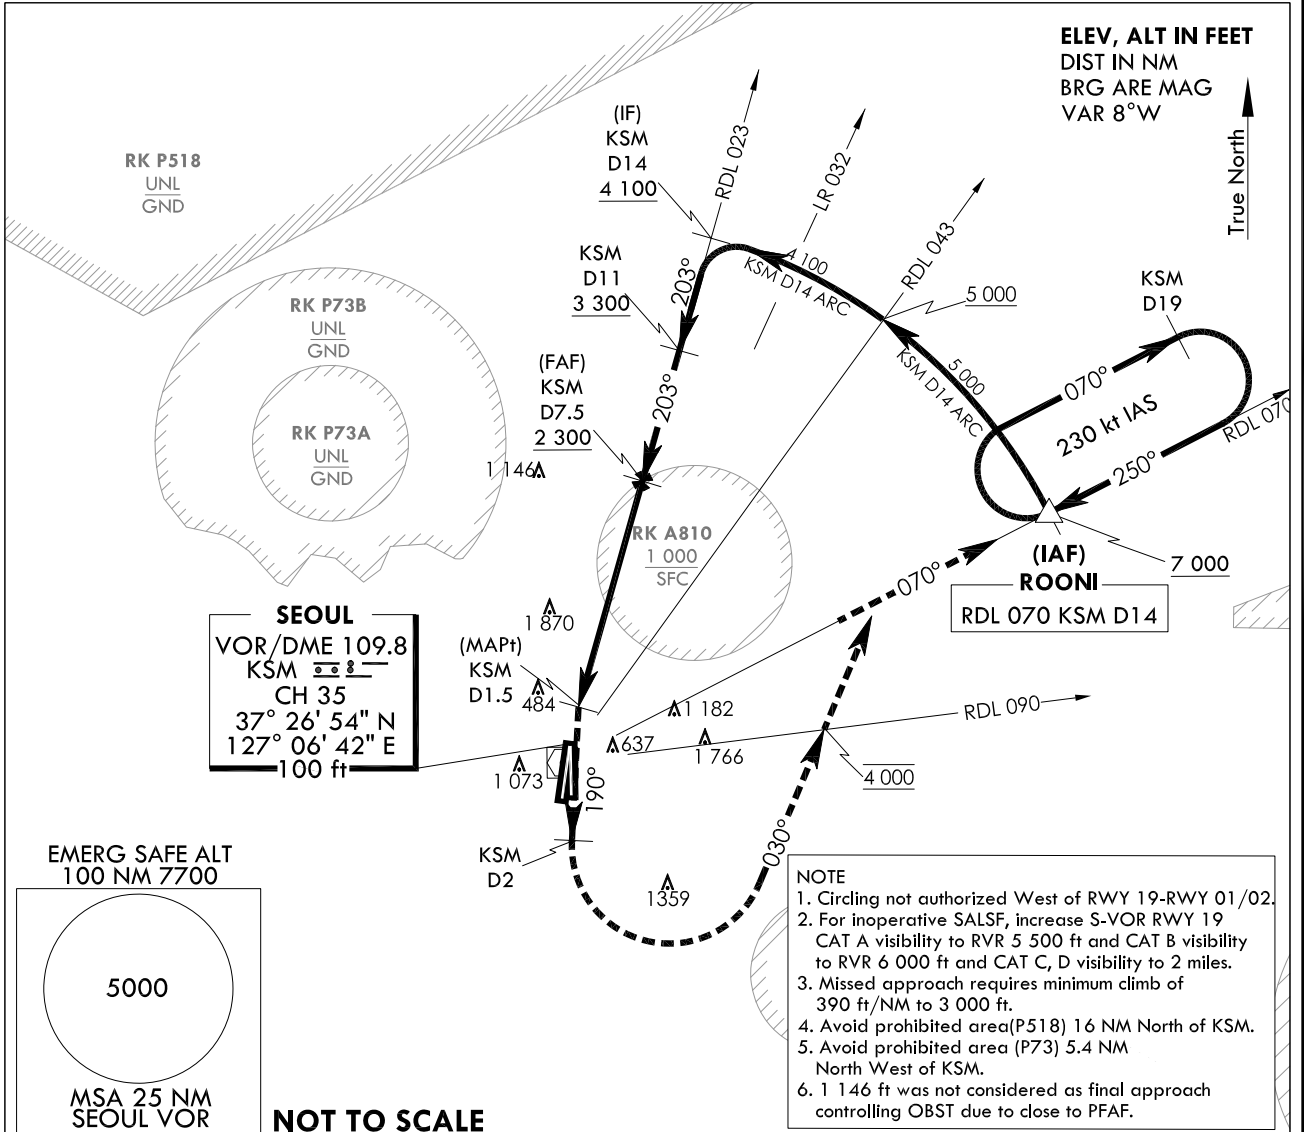 ELEV, ALT IN FEET
DIST IN NM
BRG ARE MAG
VAR 8°W
True North
RK P518
UNL
GND
(IF)
KSM
D14
4 100
RDL 023
LR 032
RDL 043
KSM
D11
3 300
203°
4 100
KSM D14 ARC
5 000
KSM
D19
RK P73B
UNL
GND
(FAF)
KSM
D7.5
2 300
203°
5 000
KSM D14 ARC
070°
230 kt IAS
RDL 070
250°
RK P73A
UNL
GND
1 146
RK A810
1 000
SFC
070°
(IAF)
ROONI
RDL 070 KSM D14
7 000
SEOUL
VOR/DME 109.8
KSM
CH 35
37° 26' 54" N
127° 06' 42" E
100 ft
1 870
(MAPt)
KSM
D1.5
484
1 182
637
1 766
RDL 090
1 073
190°
4 000
KSM
D2
030°
1359
EMERG SAFE ALT
100 NM 7700
5000
MSA 25 NM
SEOUL VOR
NOT TO SCALE
NOTE
1. Circling not authorized West of RWY 19-RWY 01/02.
2. For inoperative SALSF, increase S-VOR RWY 19
CAT A visibility to RVR 5 500 ft and CAT B visibility
to RVR 6 000 ft and CAT C, D visibility to 2 miles.
3. Missed approach requires minimum climb of
390 ft/NM to 3 000 ft.
4. Avoid prohibited area(P518) 16 NM North of KSM.
5. Avoid prohibited area (P73) 5.4 NM
North West of KSM.
6. 1 146 ft was not considered as final approach
controlling OBST due to close to PFAF.